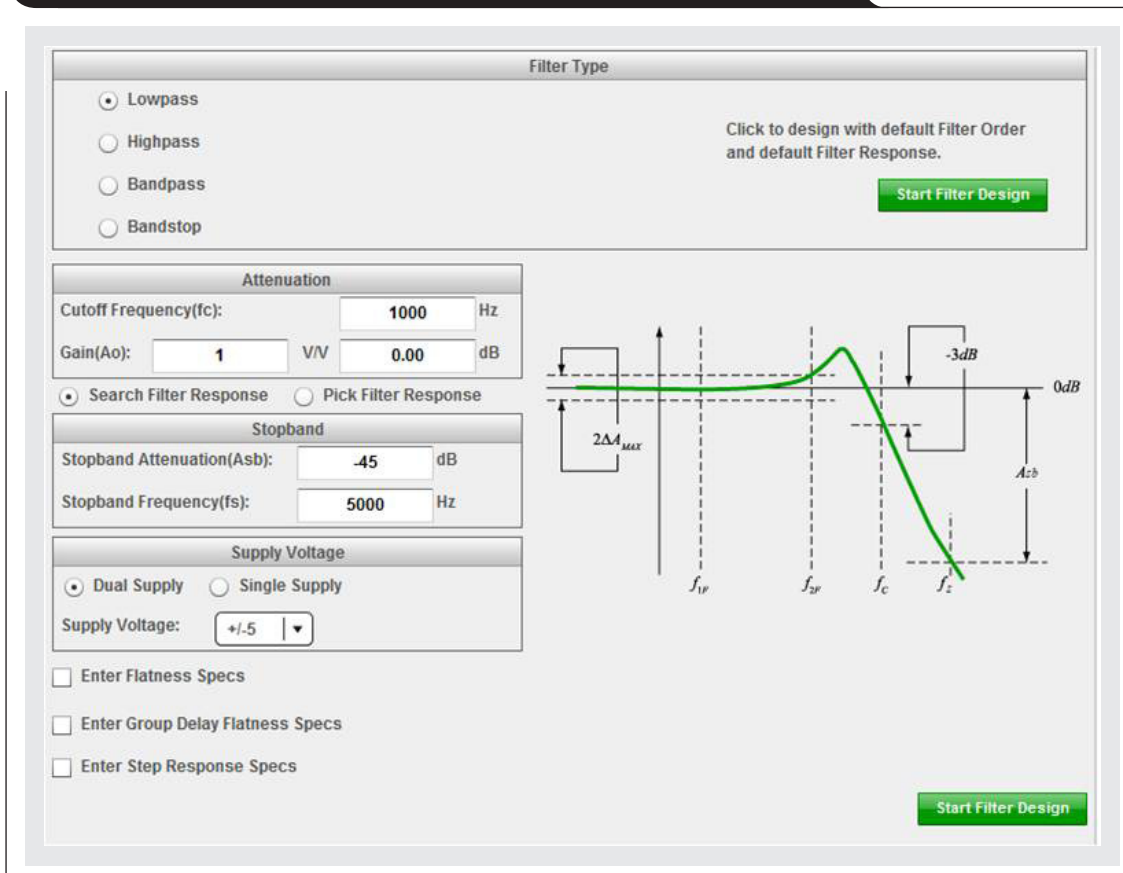 Filter Type
Lowpass
Highpass
Bandpass
Bandstop
Click to design with default Filter Order
and default Filter Response.
Start Filter Design
Attenuation
Cutoff Frequency(fc): 1000 Hz
Gain(Ao): 1 V/V 0.00 dB
Search Filter Response Pick Filter Response
Stopband
Stopband Attenuation(Asb): -45 dB
Stopband Frequency(fs): 5000 Hz
Supply Voltage
Dual Supply Single Supply
Supply Voltage: +/-5
Enter Flatness Specs
Enter Group Delay Flatness Specs
Enter Step Response Specs
-3dB
0dB
2ΔA MAX
Asb
f1F f2F fC fs
Start Filter Design